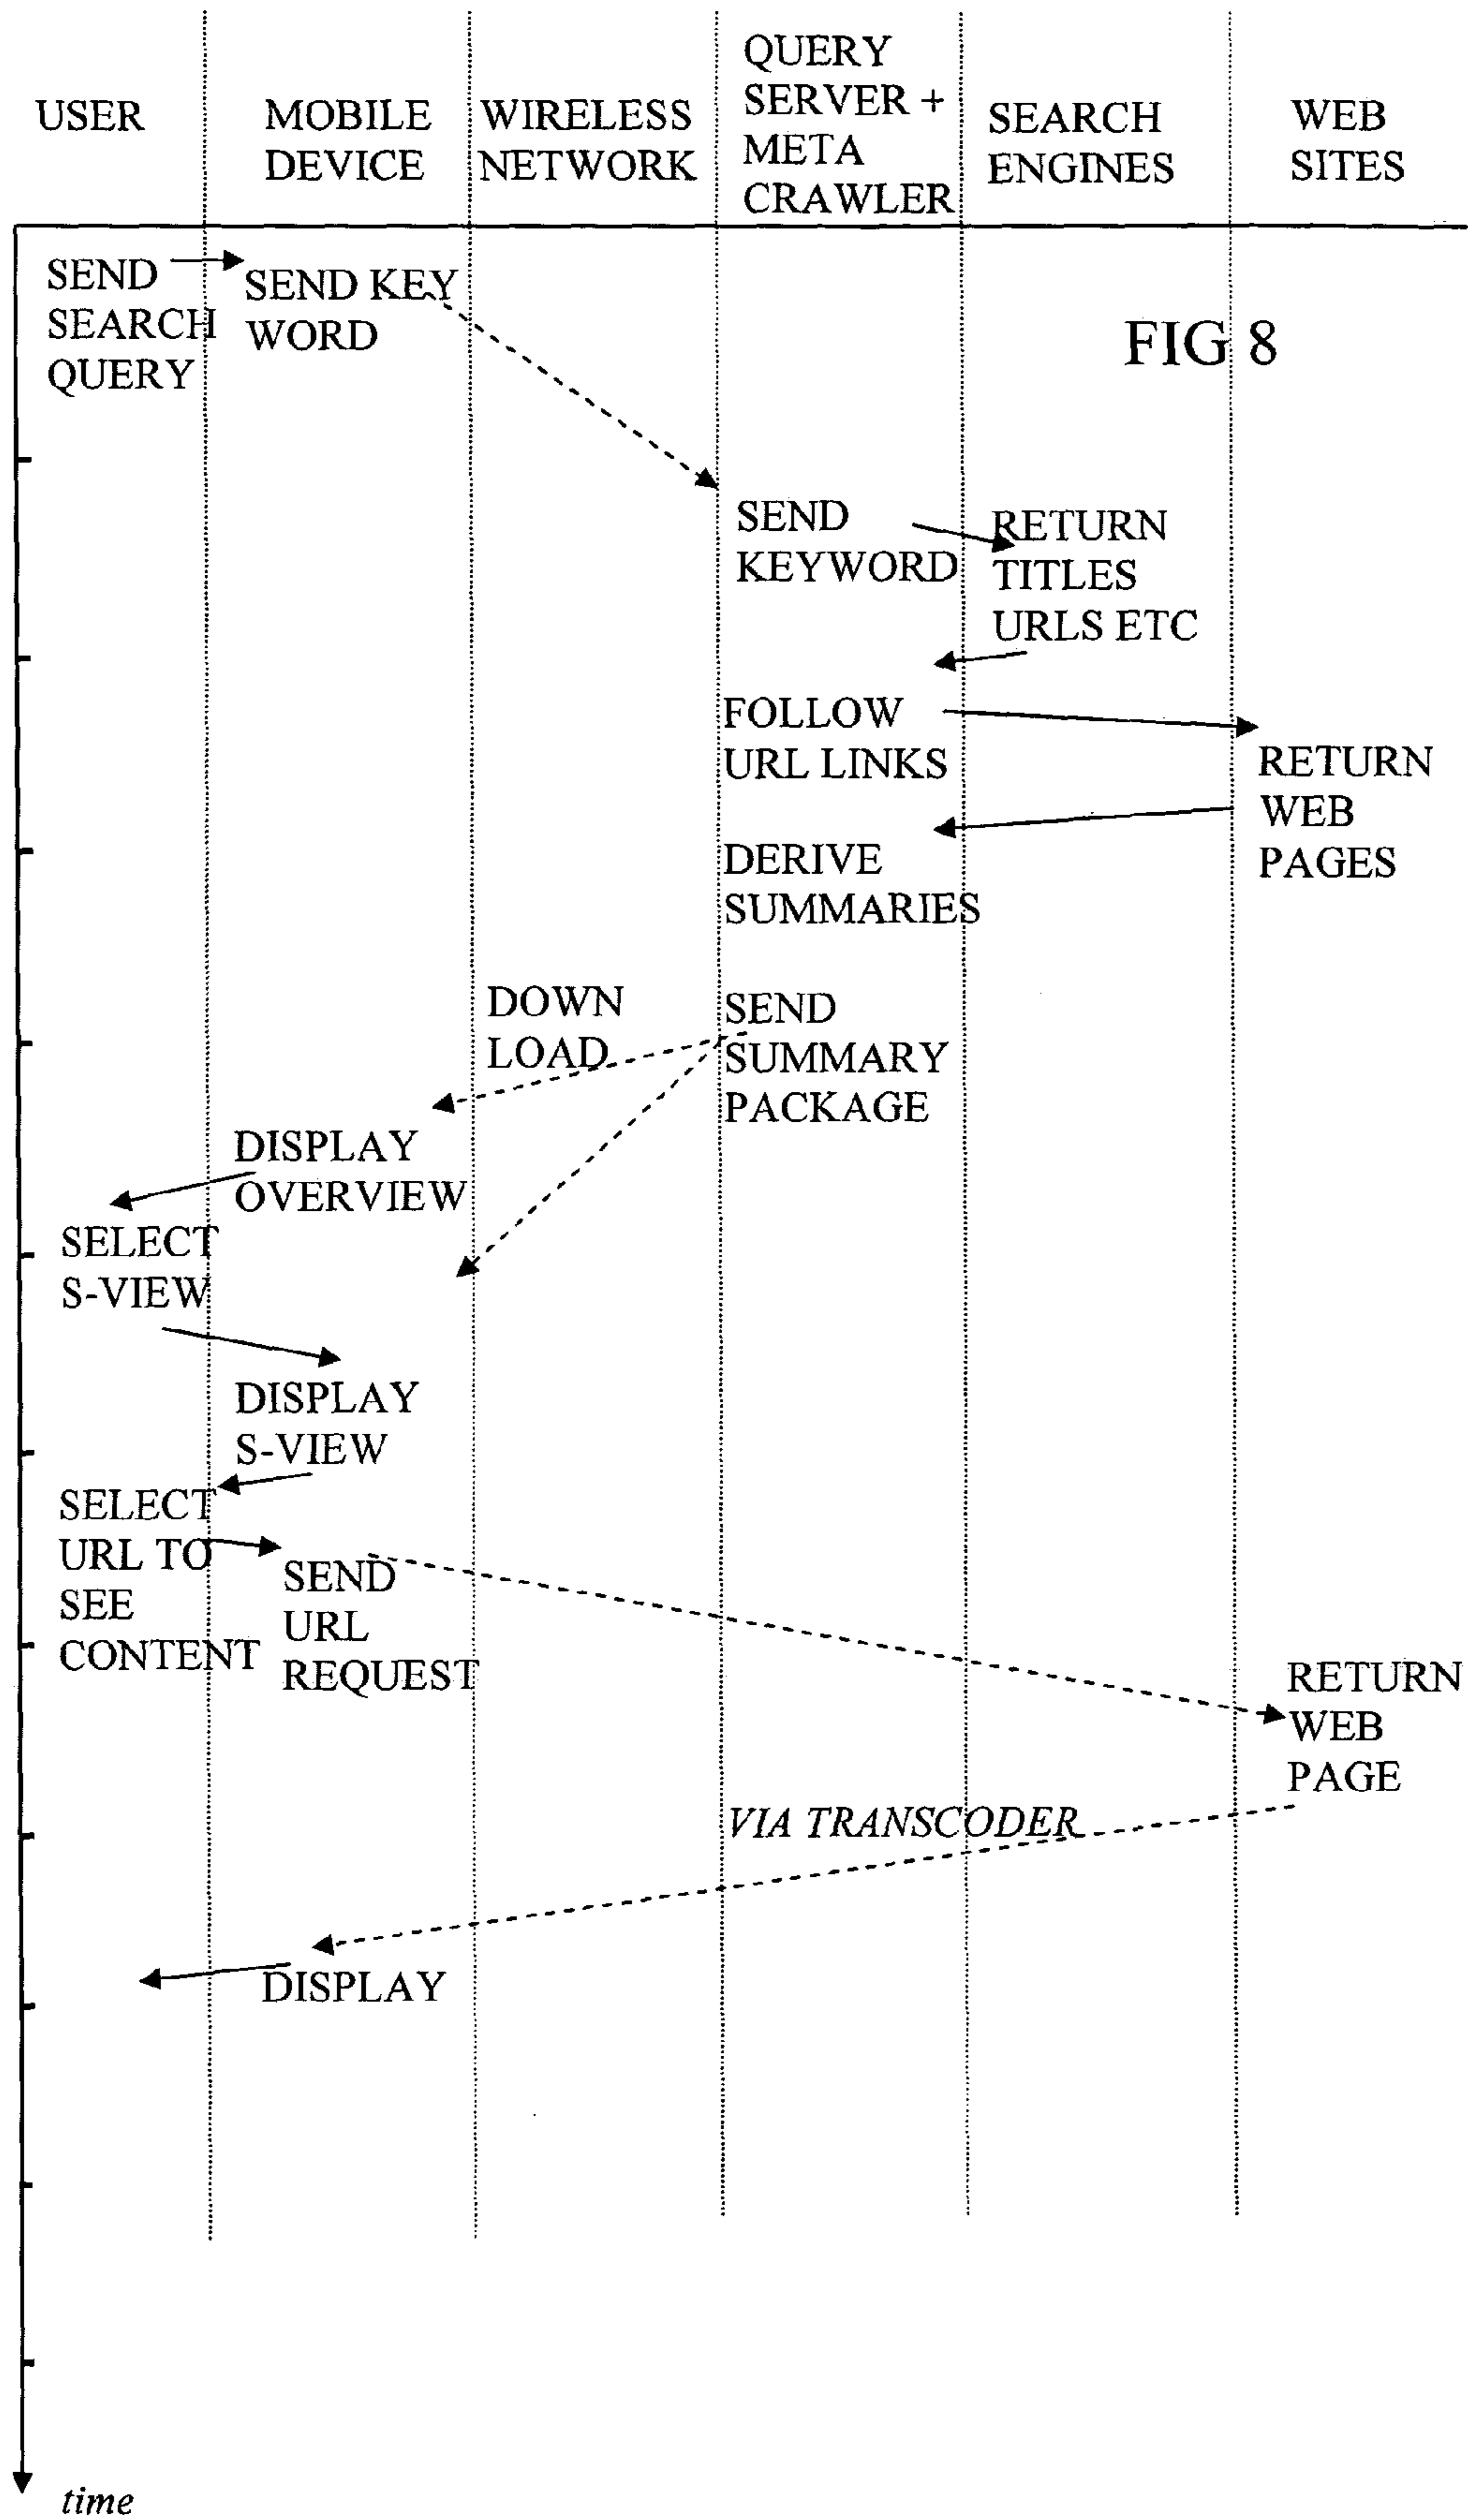 USER
MOBILE
DEVICE
WIRELESS
NETWORK
QUERY
SERVER +
META
CRAWLER
SEARCH
ENGINES
WEB
SITES
SEND
SEARCH
QUERY
SEND KEY
WORD
FIG 8
SEND
KEYWORD
RETURN
TITLES
URLS ETC
FOLLOW
URL LINKS
RETURN
WEB
PAGES
DERIVE
SUMMARIES
DOWN
LOAD
SEND
SUMMARY
PACKAGE
DISPLAY
OVERVIEW
SELECT
S-VIEW
DISPLAY
S-VIEW
SELECT
URL TO
SEE
CONTENT
SEND
URL
REQUEST
RETURN
WEB
PAGE
VIA TRANSCODER
DISPLAY
time